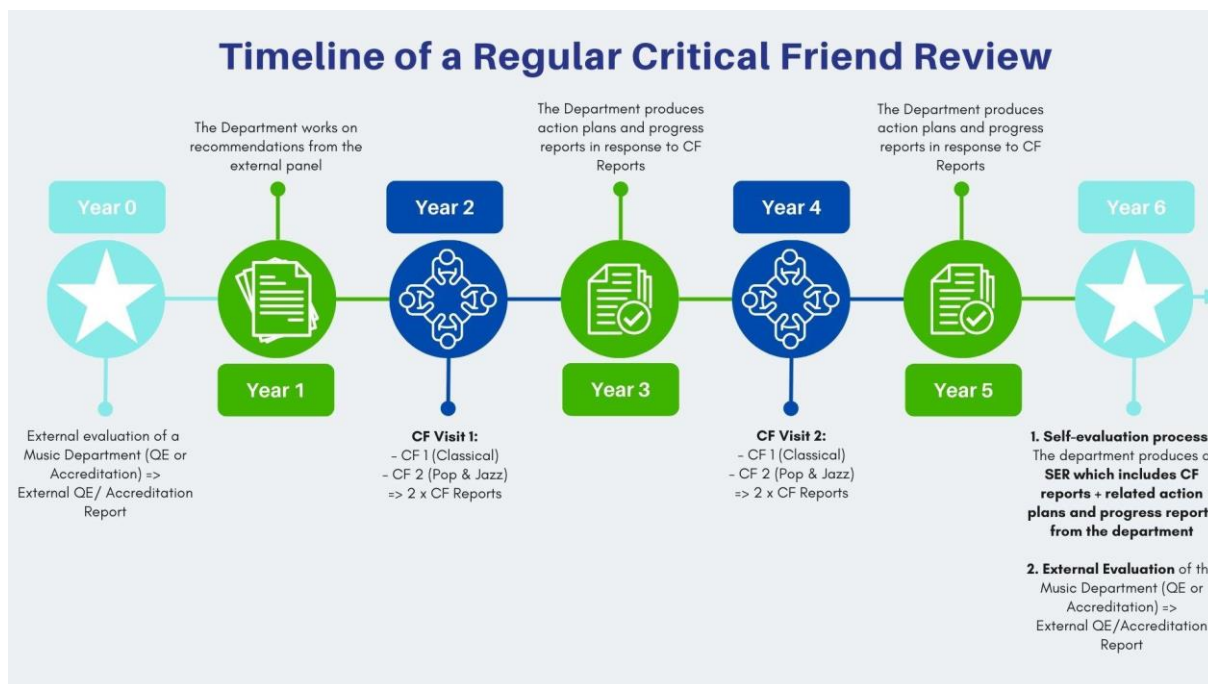 Timeline of a Regular Critical Friend Review
The Department works on
recommendations from the
external panel
The Department produces
action plans and progress
reports in response to CF
Reports
The Department produces
action plans and progress
reports in response to CF
Reports
Year 0
Year 2
Year 4
Year 6
Year 1
Year 3
Year 5
External evaluation of a
Music Department (QE or
Accreditation) =>
External QE/ Accreditation
Report
CF Visit 1:
- CF 1 (Classical)
- CF 2 (Pop & Jazz)
=> 2 x CF Reports
CF Visit 2:
- CF 1 (Classical)
- CF 2 (Pop & Jazz)
=> 2 x CF Reports
1. Self-evaluation process
The department produces
SER which includes CF
reports + related action
plans and progress report
from the department
2. External Evaluation of
Music Department (QE or
Accreditation) =>
External QE/Accreditation
Report